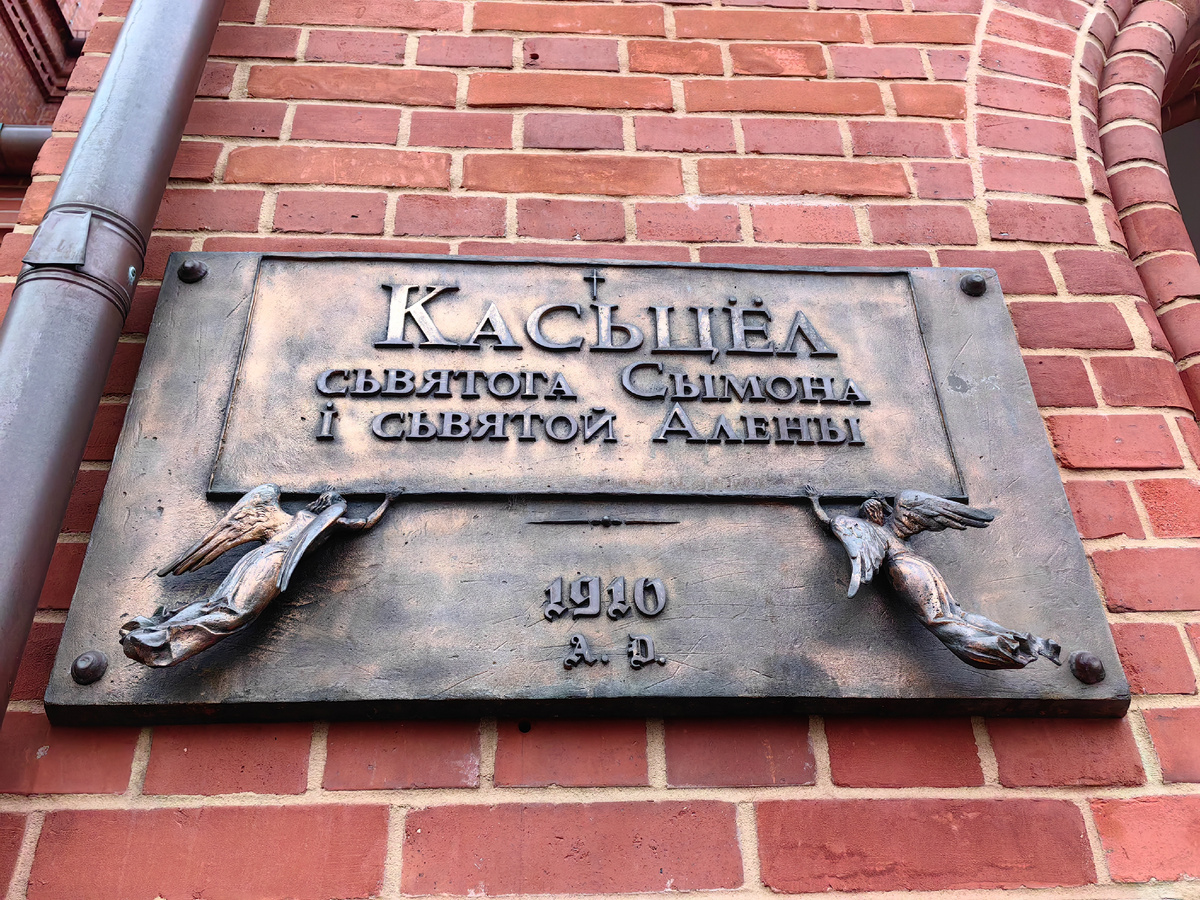 Касьцёл
сьвятога Сымона
і сьвятой Алены
1910
A. D.